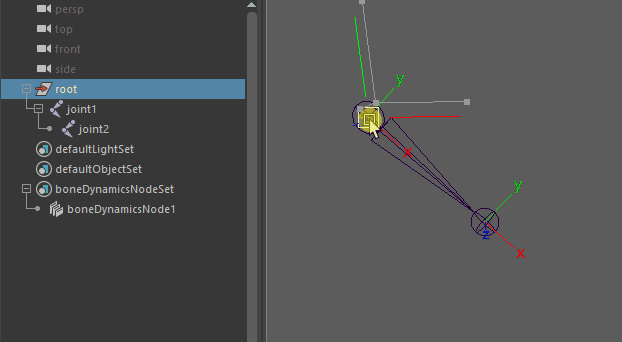 persp
top
front
side
root
joint1
joint2
defaultLightSet
defaultObjectSet
boneDynamicsNodeSet
boneDynamicsNode1
y
x
y
z
x